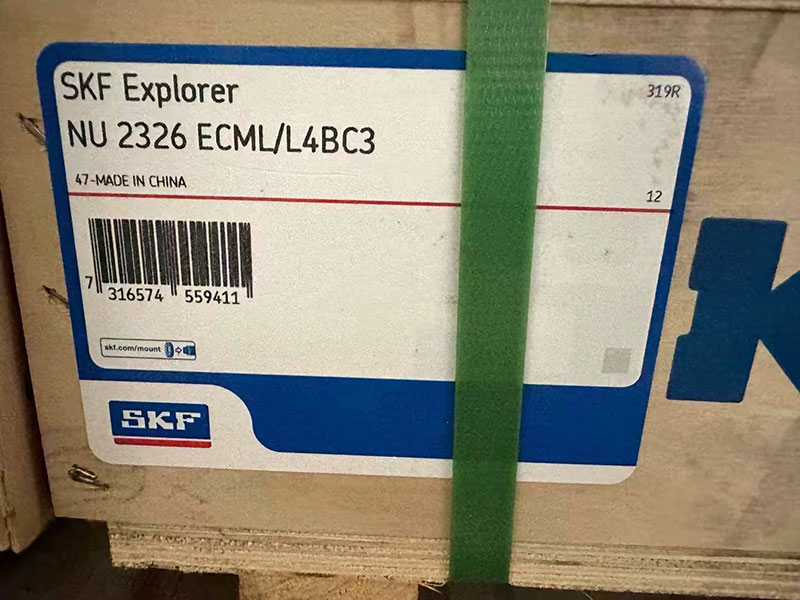 SKF Explorer
319R
NU 2326 ECML/L4BC3
47-MADE IN CHINA
12
7 316574 559411
skf.com/mount
SKF
K